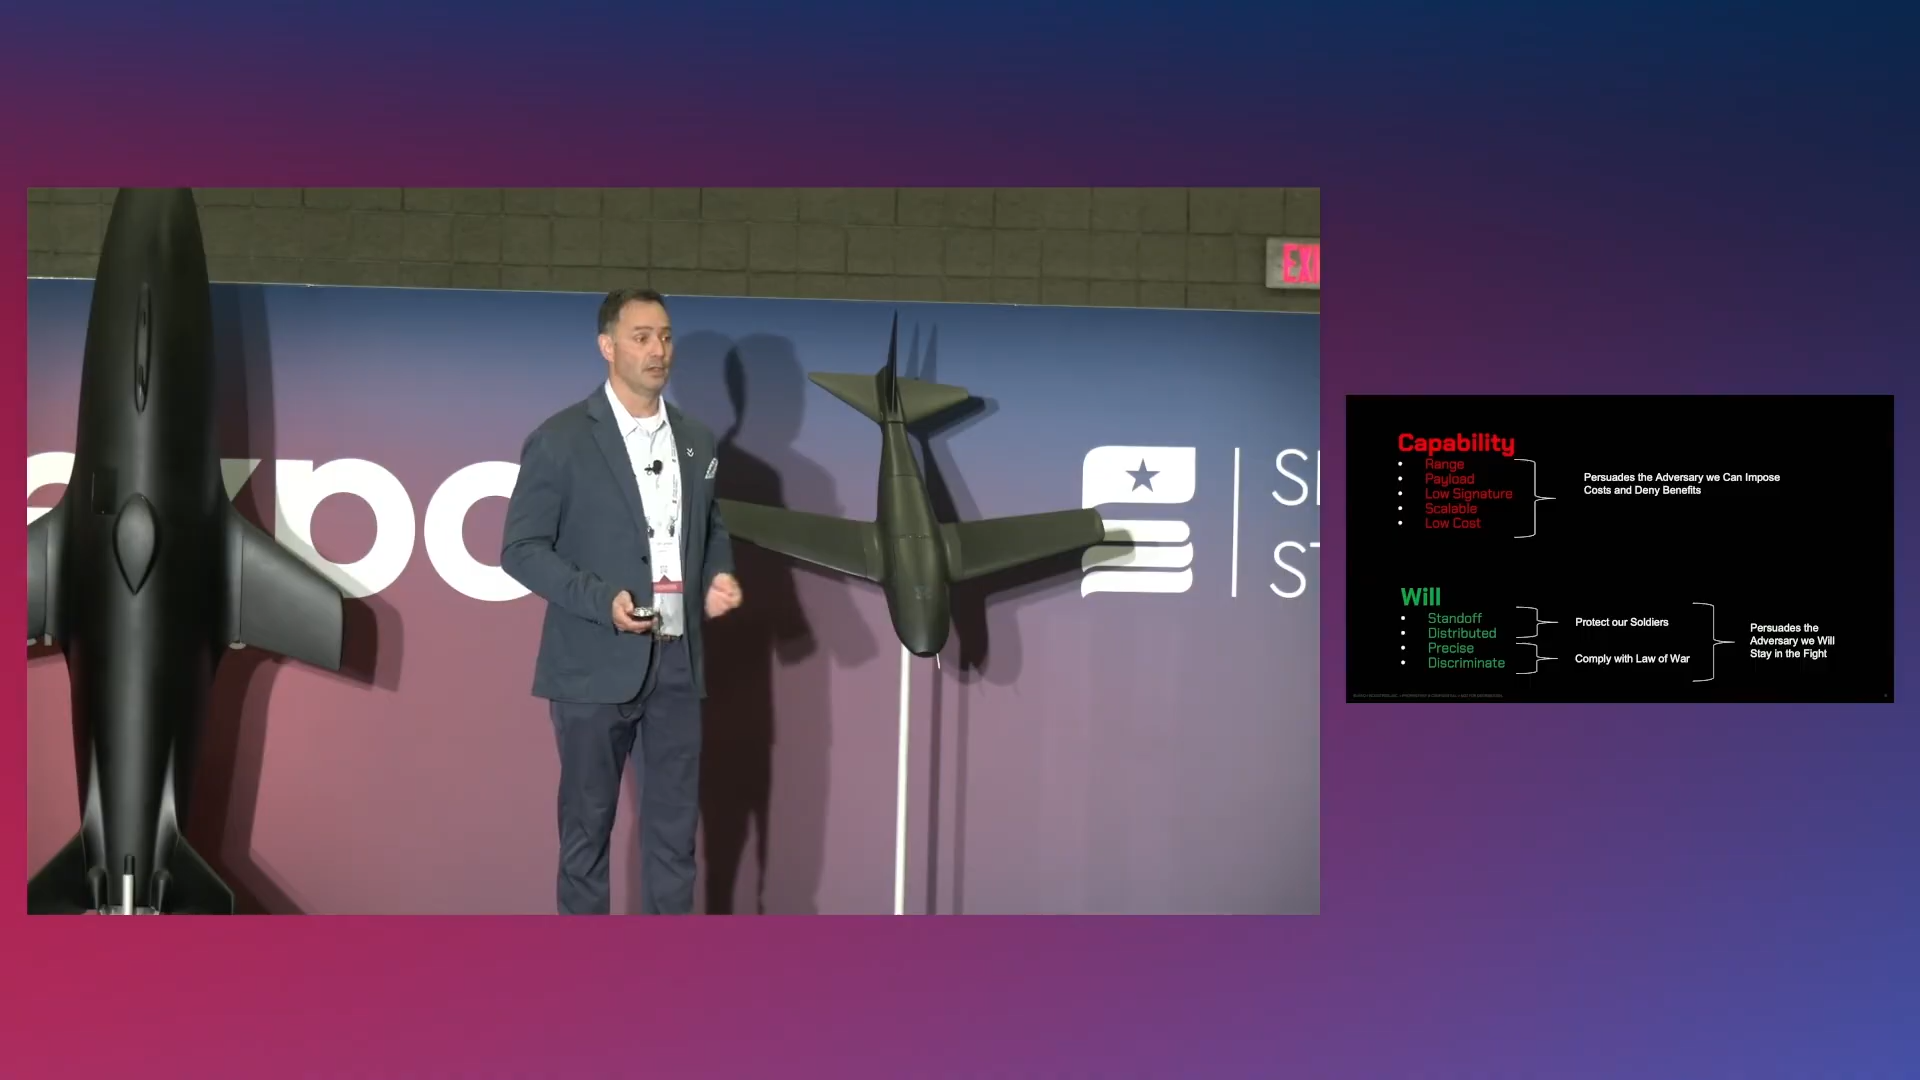 expo
EXI
S
S
Capability
• Range
• Payload
• Low Signature
• Scalable
• Low Cost
Persuades the Adversary we Can Impose
Costs and Deny Benefits
Will
• Standoff
• Distributed
• Precise
• Discriminate
Protect our Soldiers
Comply with Law of War
Persuades the
Adversary we Will
Stay in the Fight